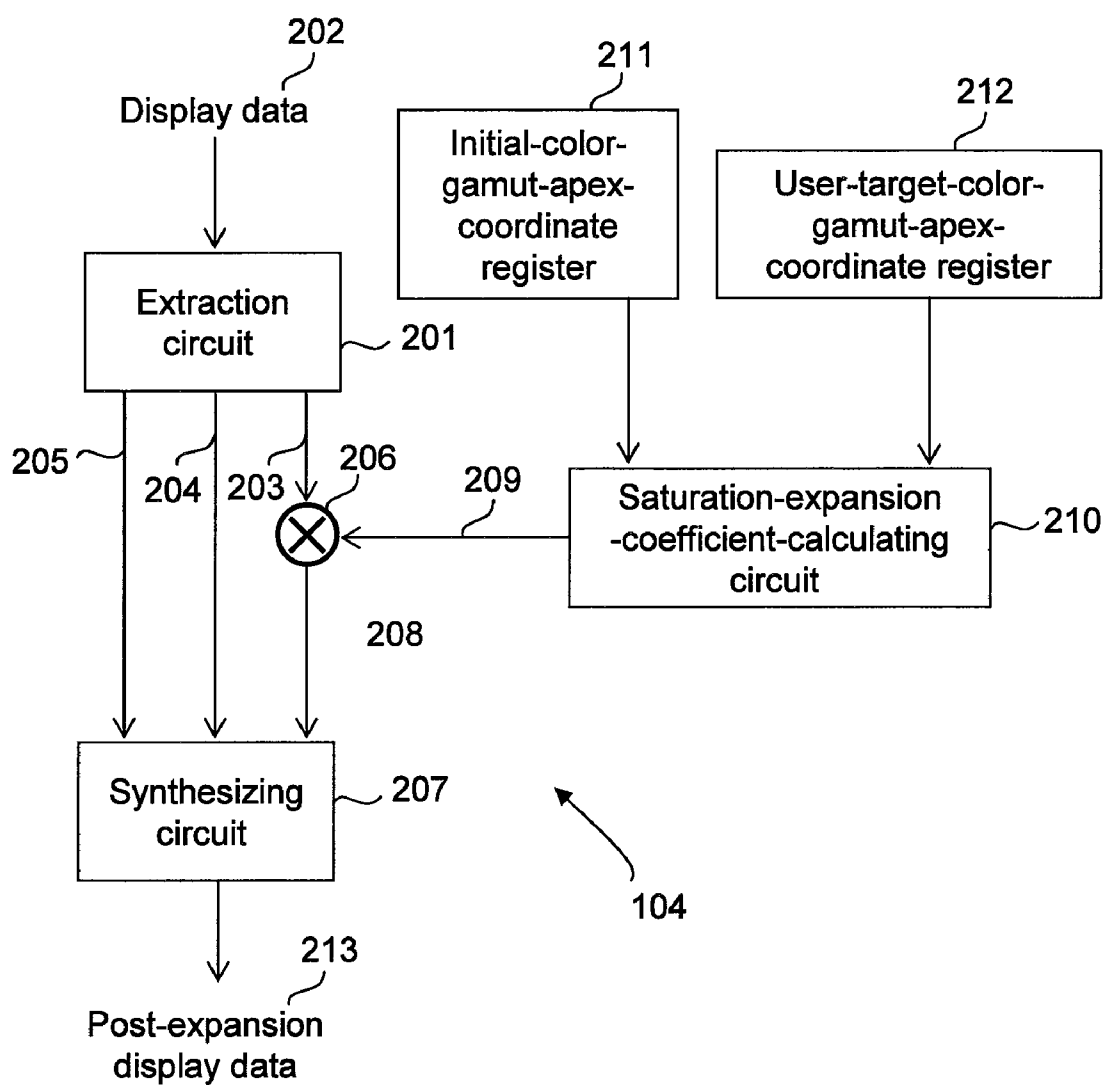 202
Display data
211
Initial-color-
gamut-apex-
coordinate
register
212
User-target-color-
gamut-apex-
coordinate register
Extraction
circuit
201
205
204
203
206
209
Saturation-expansion
-coefficient-calculating
circuit
210
208
Synthesizing
circuit
207
104
213
Post-expansion
display data